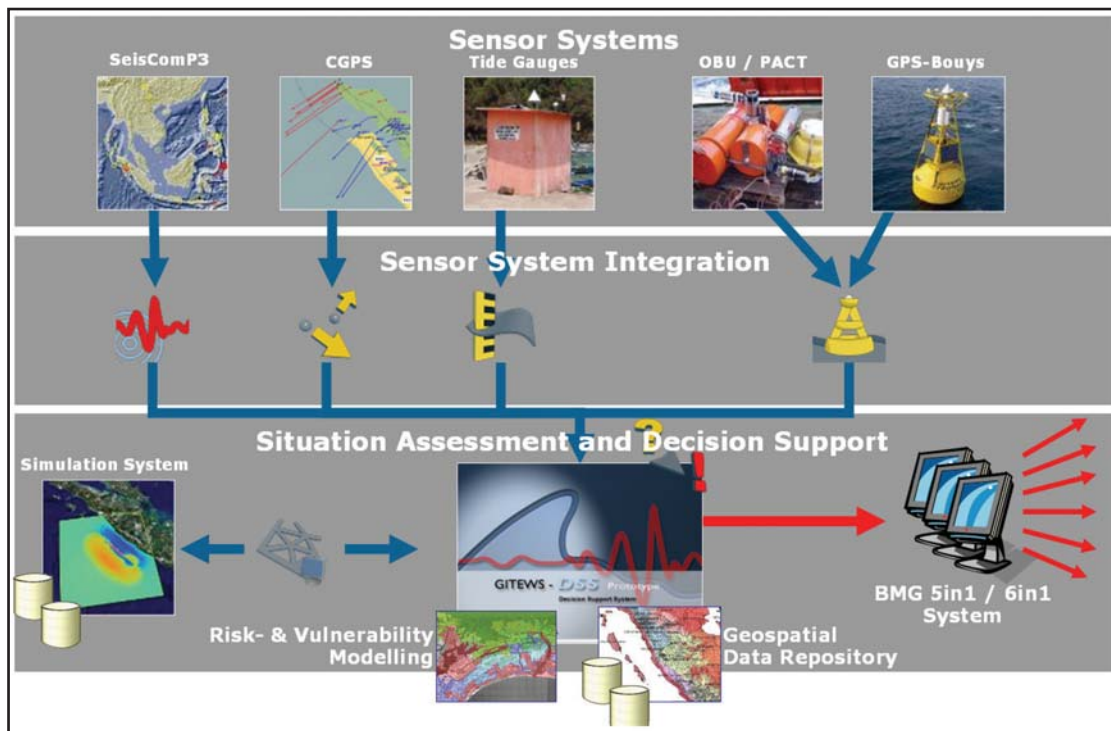 Sensor Systems
SeisComP3
CGPS
Tide Gauges
OBU / PACT
GPS-Bouys
Sensor System Integration
?
!
Situation Assessment and Decision Support
Simulation System
GITEWS - DSS Prototype
Decision Support System
BMG 5in1 / 6in1
System
Risk- & Vulnerability
Modelling
Geospatial
Data Repository